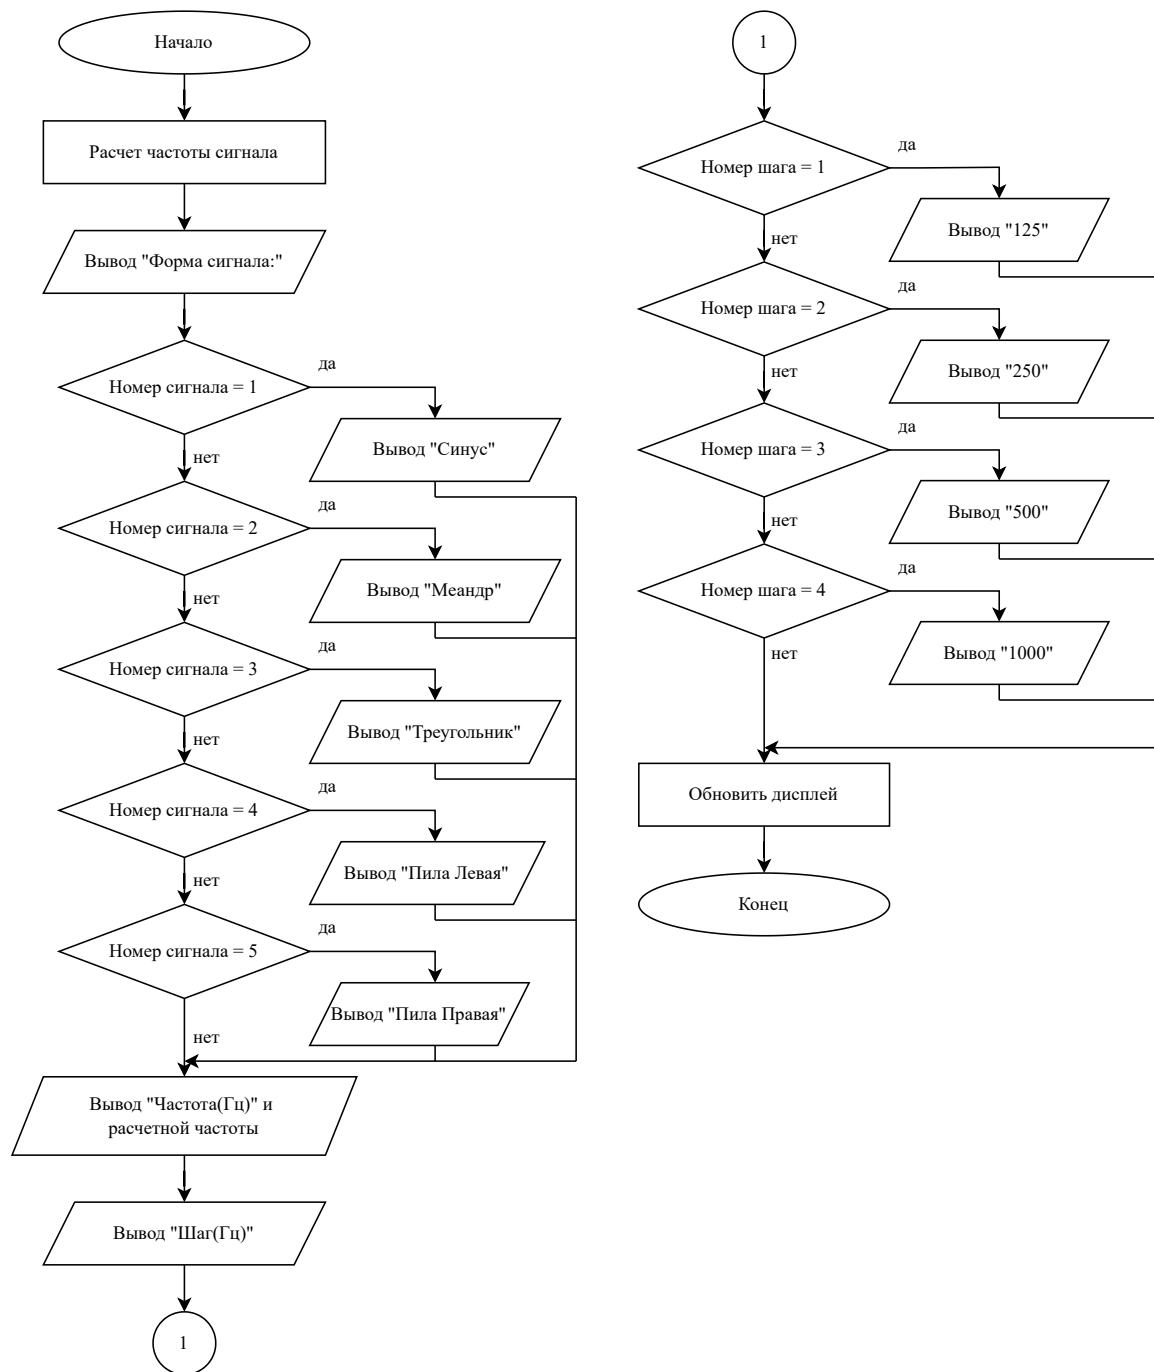 Начало
Расчет частоты сигнала
Вывод "Форма сигнала:"
Номер сигнала = 1
да
Вывод "Синус"
нет
Номер сигнала = 2
да
Вывод "Меандр"
нет
Номер сигнала = 3
да
Вывод "Треугольник"
нет
Номер сигнала = 4
да
Вывод "Пила Левая"
нет
Номер сигнала = 5
да
Вывод "Пила Правая"
нет
Вывод "Частота(Гц)" и
расчетной частоты
Вывод "Шаг(Гц)"
1
1
Номер шага = 1
да
Вывод "125"
нет
Номер шага = 2
да
Вывод "250"
нет
Номер шага = 3
да
Вывод "500"
нет
Номер шага = 4
да
Вывод "1000"
нет
Обновить дисплей
Конец